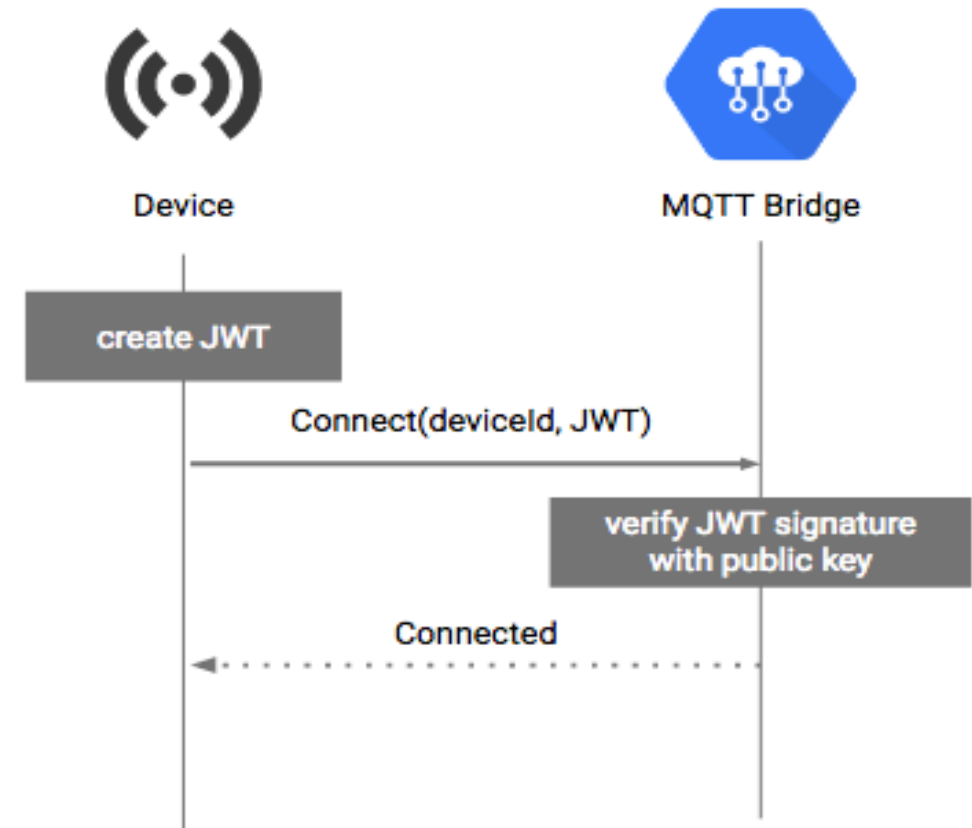 Device
MQTT Bridge
create JWT
Connect(deviceId, JWT)
verify JWT signature
with public key
Connected